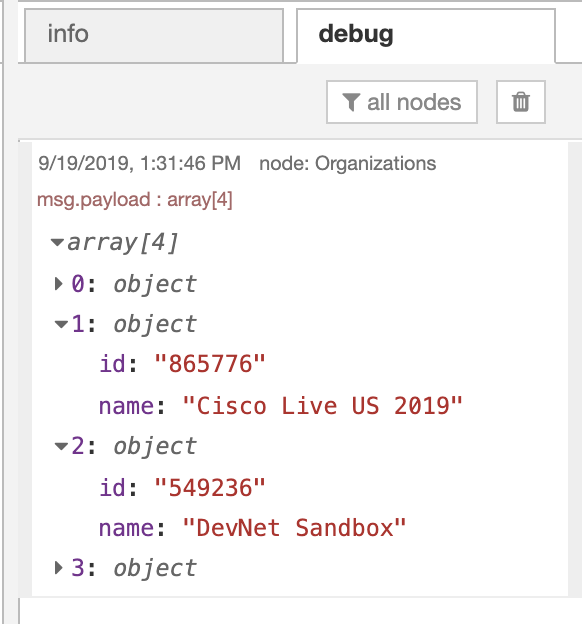 info
debug
all nodes
9/19/2019, 1:31:46 PM node: Organizations
msg.payload : array[4]
array[4]
0: object
1: object
id: "865776"
name: "Cisco Live US 2019"
2: object
id: "549236"
name: "DevNet Sandbox"
3: object